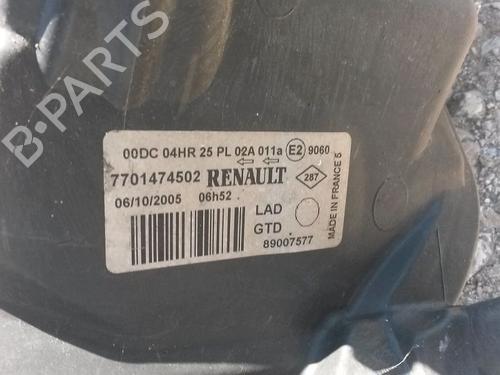 B-PARTS
00DC 04HR 25 PL 02A 011a E2 9060
7701474502 RENAULT 287
06/10/2005 06h52
LAD
GTD
89007577
MADE IN FRANCE 5